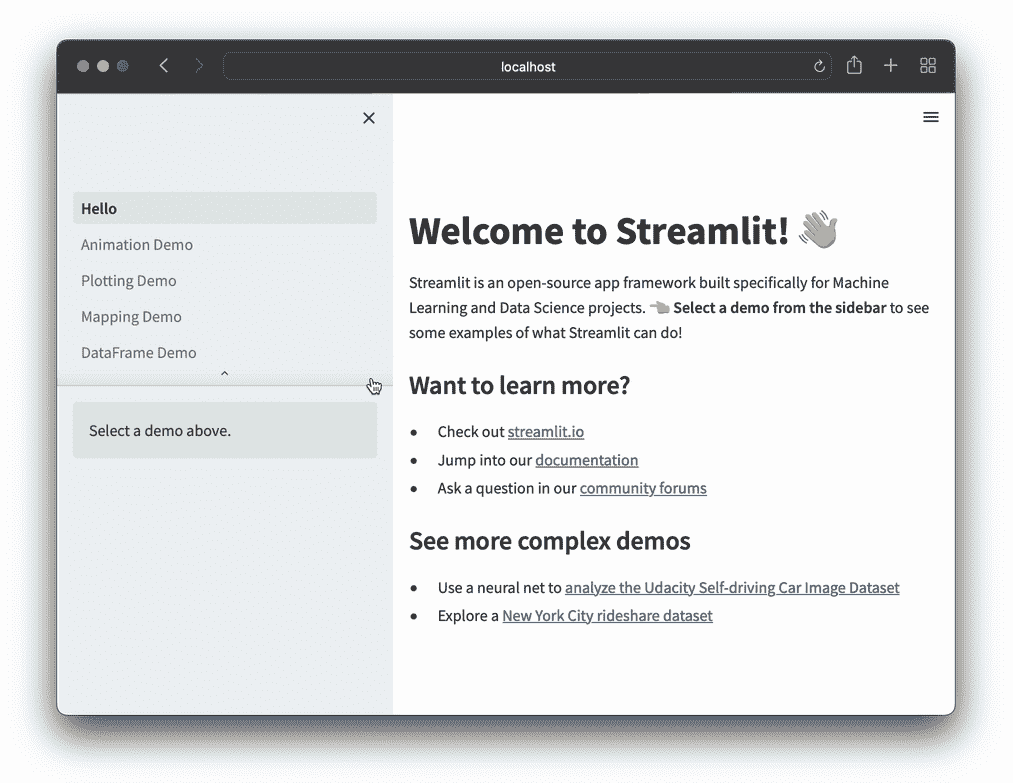 localhost
Hello
Animation Demo
Plotting Demo
Mapping Demo
DataFrame Demo
Select a demo above.
Welcome to Streamlit! 👋
Streamlit is an open-source app framework built specifically for Machine
Learning and Data Science projects. 👈 Select a demo from the sidebar to see
some examples of what Streamlit can do!
Want to learn more?
• Check out streamlit.io
• Jump into our documentation
• Ask a question in our community forums
See more complex demos
• Use a neural net to analyze the Udacity Self-driving Car Image Dataset
• Explore a New York City rideshare dataset